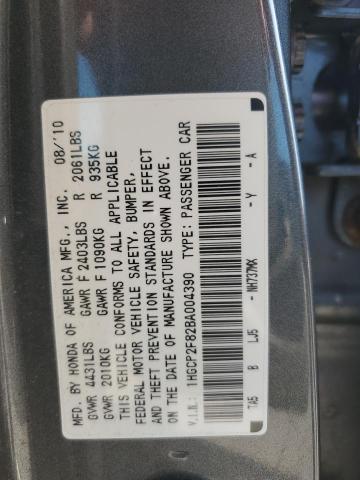 MFD. BY HONDA OF AMERICA MFG., INC. 08/'10
GVWR 4431LBS GAWR F 2403LBS R 2061LBS
GVWR 2010KG GAWR F 1090KG R 935KG
THIS VEHICLE CONFORMS TO ALL APPLICABLE
FEDERAL MOTOR VEHICLE SAFETY, BUMPER,
AND THEFT PREVENTION STANDARDS IN EFFECT
ON THE DATE OF MANUFACTURE SHOWN ABOVE.
V.I.N.: 1HGCP2F82BA004390 TYPE: PASSENGER CAR
TA5 B LJ5 - NH737MX - Y - A